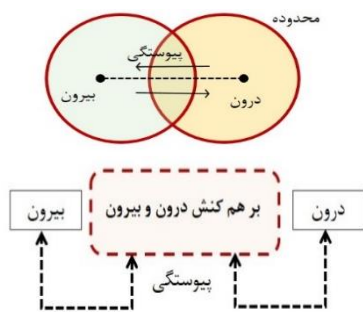 محدوده
پیوستگی
درون
بیرون
درون
بر هم کنش درون و بیرون
بیرون
پیوستگی